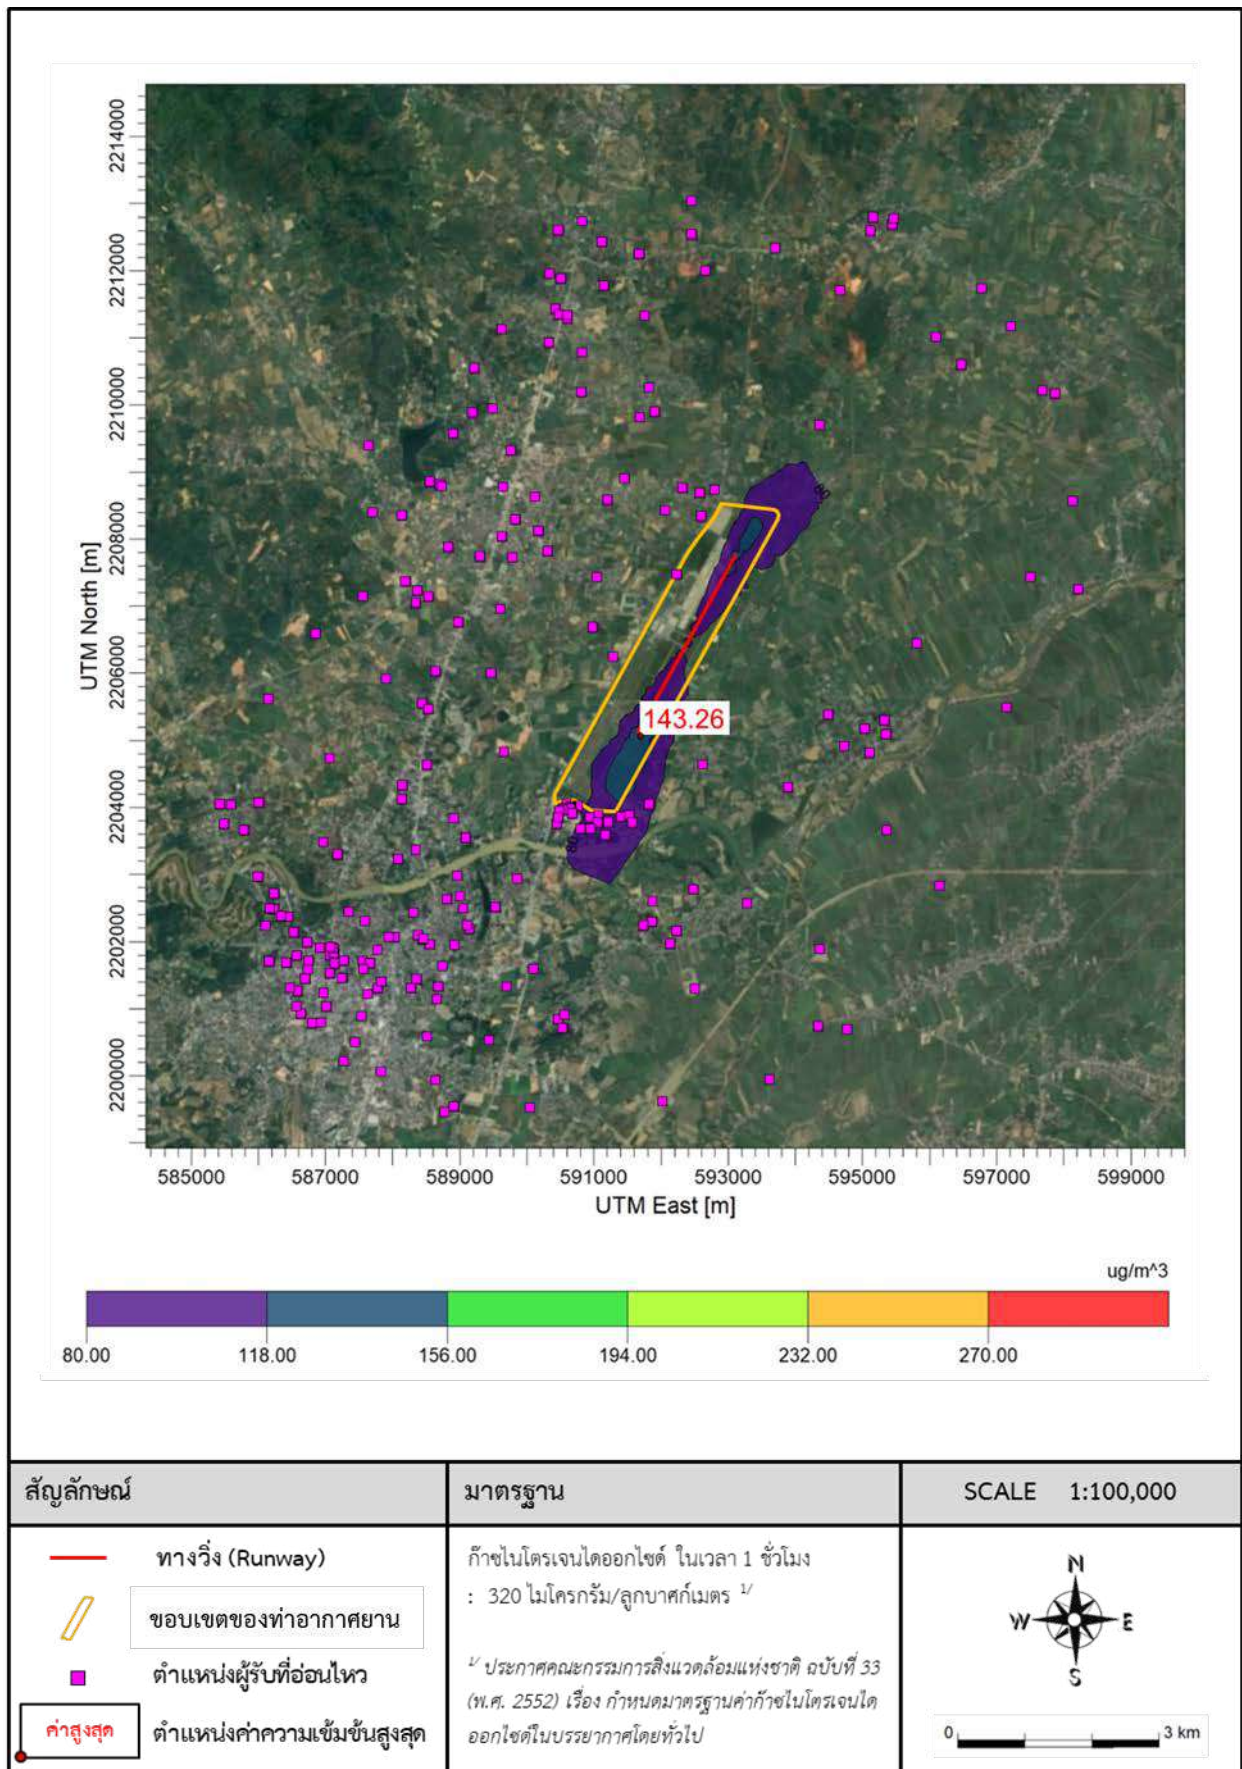 2214000
2212000
2210000
2208000
2206000
2204000
2202000
2200000
UTM North [m]
80
143.26
80
585000 587000 589000 591000 593000 595000 597000 599000
UTM East [m]
ug/m^3
80.00 118.00 156.00 194.00 232.00 270.00
สัญลักษณ์
ทางวิ่ง (Runway)
ขอบเขตของท่าอากาศยาน
ตำแหน่งผู้รับที่อ่อนไหว
ค่าสูงสุด ตำแหน่งค่าความเข้มข้นสูงสุด
มาตรฐาน
ก๊าซไนโตรเจนไดออกไซด์ ในเวลา 1 ชั่วโมง
: 320 ไมโครกรัม/ลูกบาศก์เมตร 1/
1/ ประกาศคณะกรรมการสิ่งแวดล้อมแห่งชาติ ฉบับที่ 33
(พ.ศ. 2552) เรื่อง กำหนดมาตรฐานค่าก๊าซไนโตรเจนได
ออกไซด์ในบรรยากาศโดยทั่วไป
SCALE 1:100,000
N
W E
S
0 3 km